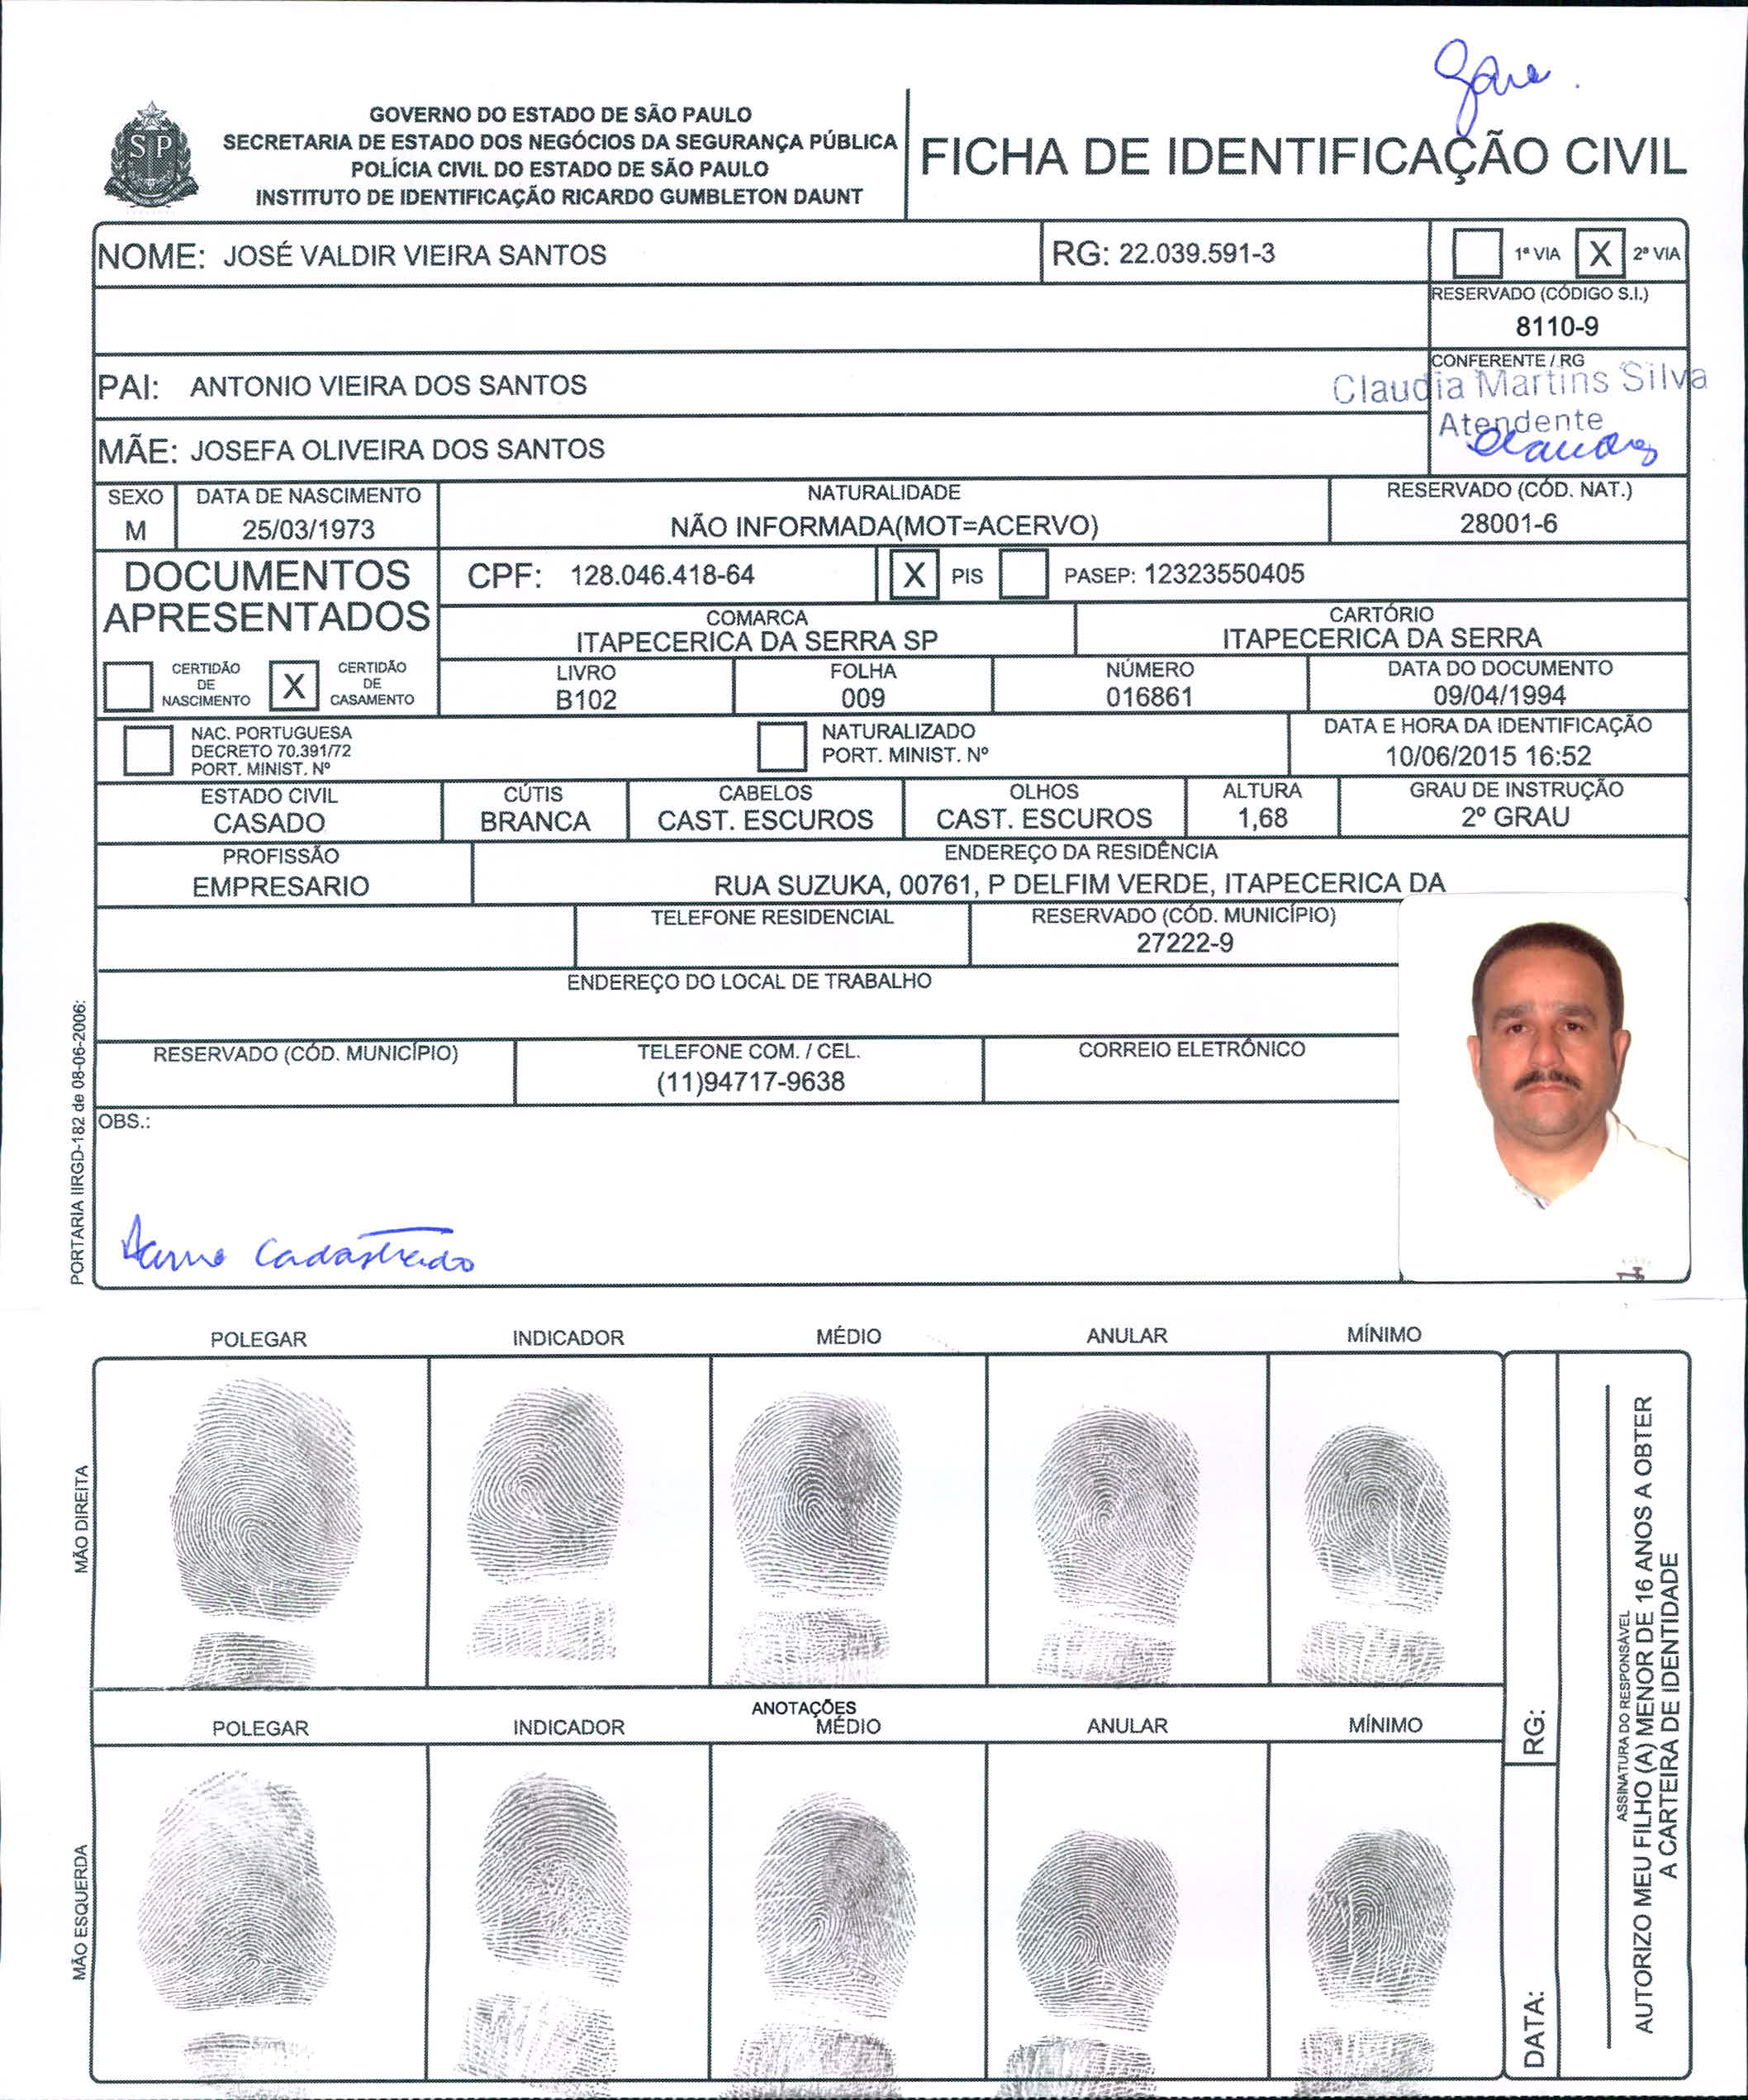 GOVERNO DO ESTADO DE SÃO PAULO
SECRETARIA DE ESTADO DOS NEGÓCIOS DA SEGURANÇA PÚBLICA
POLÍCIA CIVIL DO ESTADO DE SÃO PAULO
INSTITUTO DE IDENTIFICAÇÃO RICARDO GUMBLETON DAUNT
SP
FICHA DE IDENTIFICAÇÃO CIVIL
NOME: JOSÉ VALDIR VIEIRA SANTOS
RG: 22.039.591-3
1ª VIA X 2ª VIA
RESERVADO (CÓDIGO S.I.)
8110-9
PAI: ANTONIO VIEIRA DOS SANTOS
CONFERENTE / RG
Claudia Martins Silva
Atendente
MÃE: JOSEFA OLIVEIRA DOS SANTOS
SEXO
M
DATA DE NASCIMENTO
25/03/1973
NATURALIDADE
NÃO INFORMADA(MOT=ACERVO)
RESERVADO (CÓD. NAT.)
28001-6
DOCUMENTOS
APRESENTADOS
CPF: 128.046.418-64
X PIS
PASEP: 12323550405
COMARCA
ITAPECERICA DA SERRA SP
CARTÓRIO
ITAPECERICA DA SERRA
CERTIDÃO
DE
NASCIMENTO
X
CERTIDÃO
DE
CASAMENTO
LIVRO
B102
FOLHA
009
NÚMERO
016861
DATA DO DOCUMENTO
09/04/1994
NAC. PORTUGUESA
DECRETO 70.391/72
PORT. MINIST. Nº
NATURALIZADO
PORT. MINIST. Nº
DATA E HORA DA IDENTIFICAÇÃO
10/06/2015 16:52
ESTADO CIVIL
CASADO
CÚTIS
BRANCA
CABELOS
CAST. ESCUROS
OLHOS
CAST. ESCUROS
ALTURA
1,68
GRAU DE INSTRUÇÃO
2º GRAU
PROFISSÃO
EMPRESARIO
ENDEREÇO DA RESIDÊNCIA
RUA SUZUKA, 00761, P DELFIM VERDE, ITAPECERICA DA
TELEFONE RESIDENCIAL
RESERVADO (CÓD. MUNICÍPIO)
27222-9
ENDEREÇO DO LOCAL DE TRABALHO
RESERVADO (CÓD. MUNICÍPIO)
TELEFONE COM. / CEL.
(11)94717-9638
CORREIO ELETRÔNICO
OBS.:
Cadastrado
PORTARIA IIRGD-182 de 08-06-2006:
POLEGAR
INDICADOR
MÉDIO
ANULAR
MÍNIMO
MÃO DIREITA
ANOTAÇÕES
POLEGAR
INDICADOR
MÉDIO
ANULAR
MÍNIMO
MÃO ESQUERDA
RG:
DATA:
ASSINATURA DO RESPONSÁVEL
AUTORIZO MEU FILHO (A) MENOR DE 16 ANOS A OBTER
A CARTEIRA DE IDENTIDADE